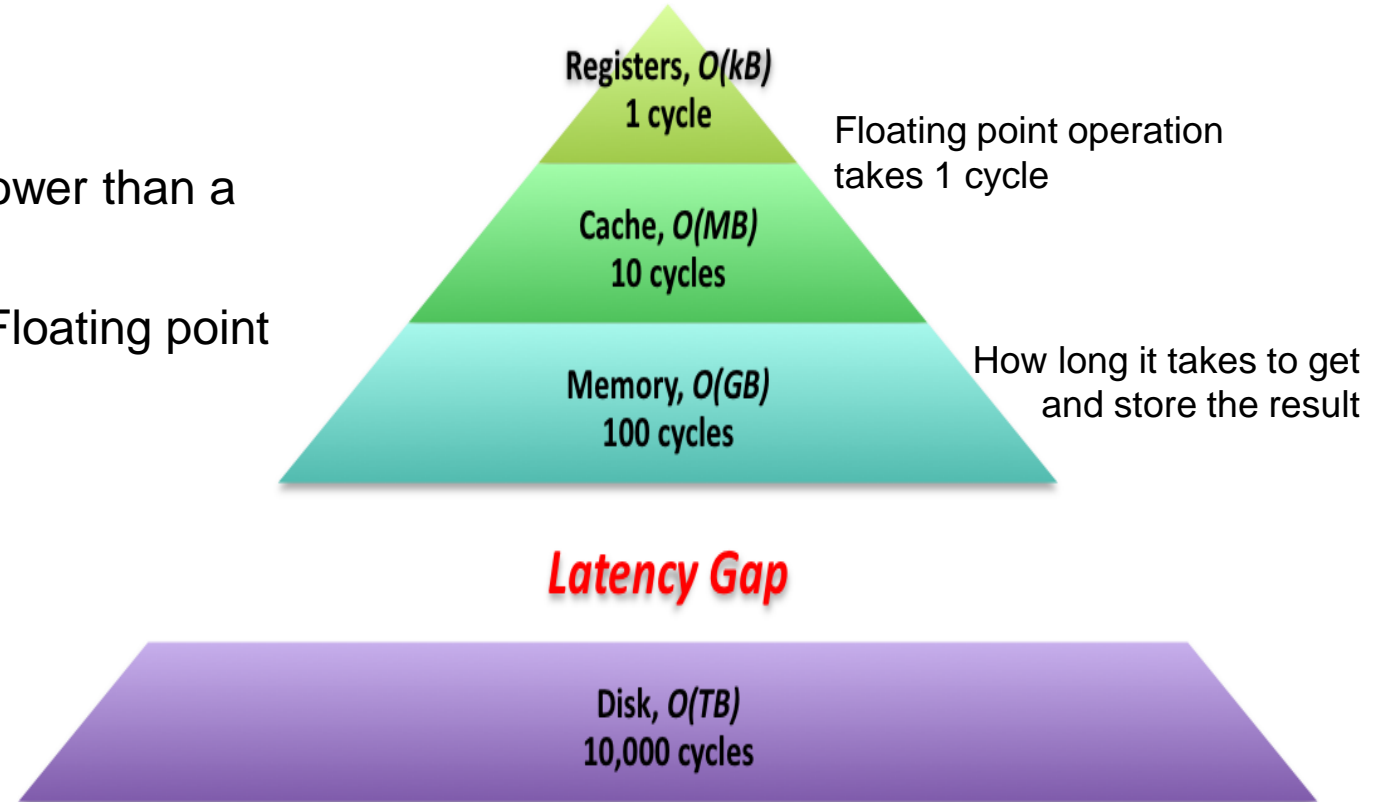 Registers, O(kB)
1 cycle
Floating point operation
takes 1 cycle
ower than a
Cache, O(MB)
10 cycles
Floating point
How long it takes to get
and store the result
Memory, O(GB)
100 cycles
Latency Gap
Disk, O(TB)
10,000 cycles